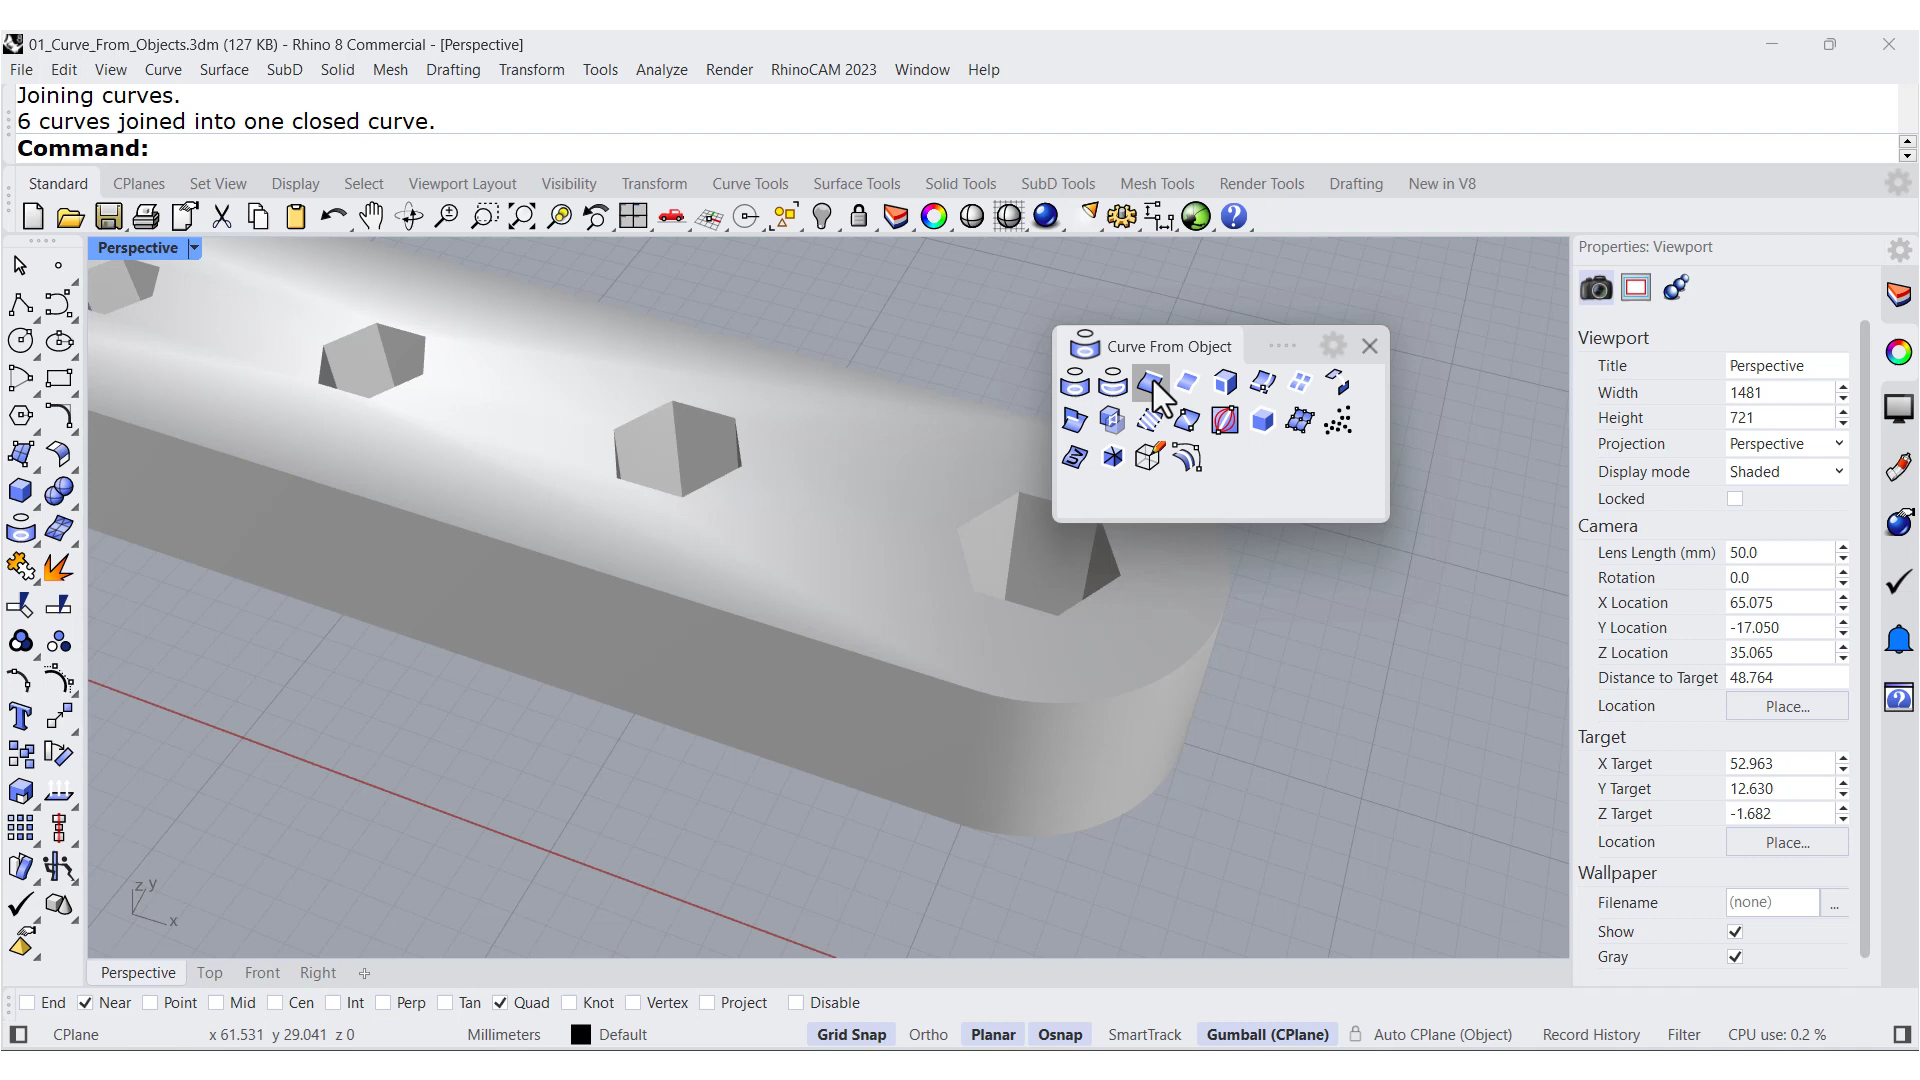 01_Curve_From_Objects.3dm (127 KB) - Rhino 8 Commercial - [Perspective]
File Edit View Curve Surface SubD Solid Mesh Drafting Transform Tools Analyze Render RhinoCAM 2023 Window Help
Joining curves.
6 curves joined into one closed curve.
Command:
Standard CPlanes Set View Display Select Viewport Layout Visibility Transform Curve Tools Surface Tools Solid Tools SubD Tools Mesh Tools Render Tools Drafting New in V8
Perspective
Properties: Viewport
Curve From Object
UV
Viewport
Title Perspective
Width 1481
Height 721
Projection Perspective
Display mode Shaded
Locked
Camera
Lens Length (mm) 50.0
Rotation 0.0
X Location 65.075
Y Location -17.050
Z Location 35.065
Distance to Target 48.764
Location Place...
Target
X Target 52.963
Y Target 12.630
Z Target -1.682
Location Place...
Wallpaper
Filename (none) ...
Show
Gray
z y
x
Perspective Top Front Right
End Near Point Mid Cen Int Perp Tan Quad Knot Vertex Project Disable
CPlane x 61.531 y 29.041 z 0 Millimeters Default Grid Snap Ortho Planar Osnap SmartTrack Gumball (CPlane) Auto CPlane (Object) Record History Filter CPU use: 0.2 %